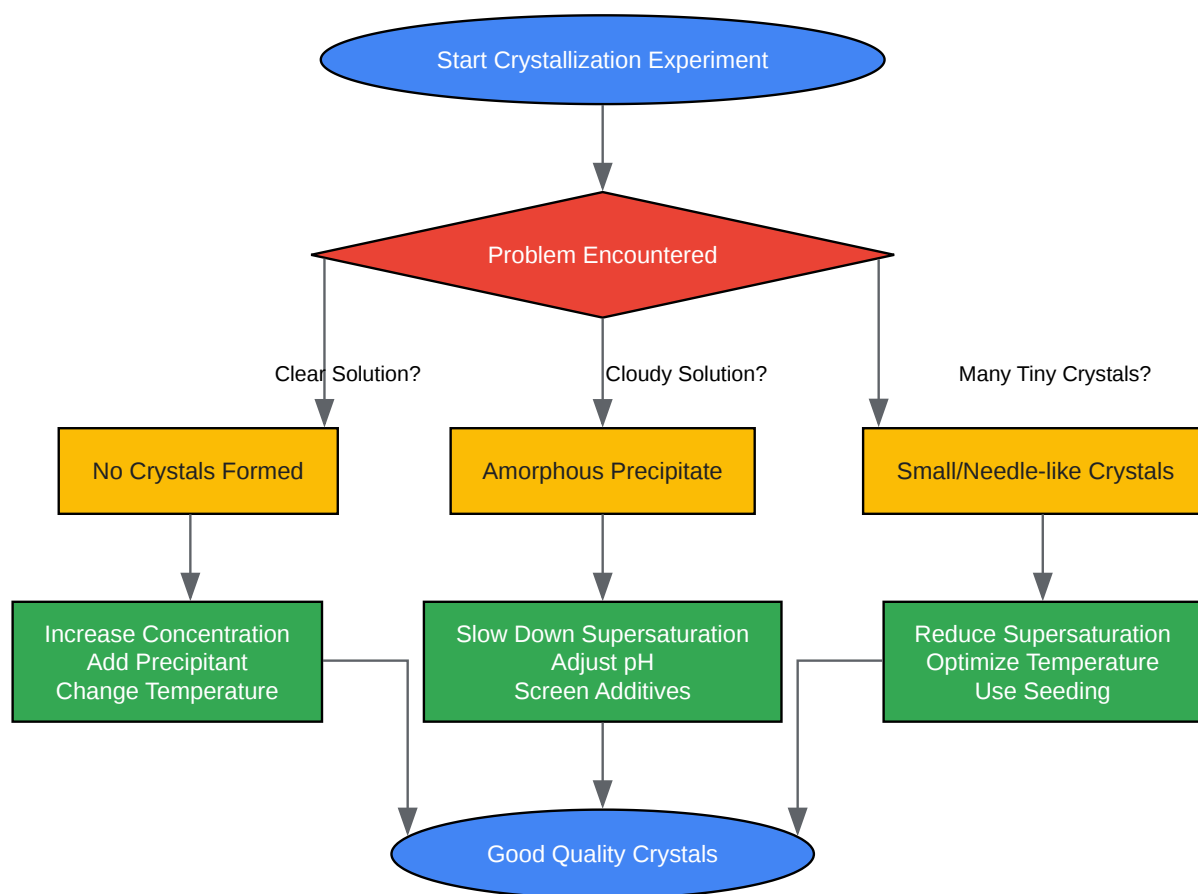 Start Crystallization Experiment
Problem Encountered
Clear Solution?
Cloudy Solution?
Many Tiny Crystals?
No Crystals Formed
Amorphous Precipitate
Small/Needle-like Crystals
Increase Concentration
Add Precipitant
Change Temperature
Slow Down Supersaturation
Adjust pH
Screen Additives
Reduce Supersaturation
Optimize Temperature
Use Seeding
Good Quality Crystals